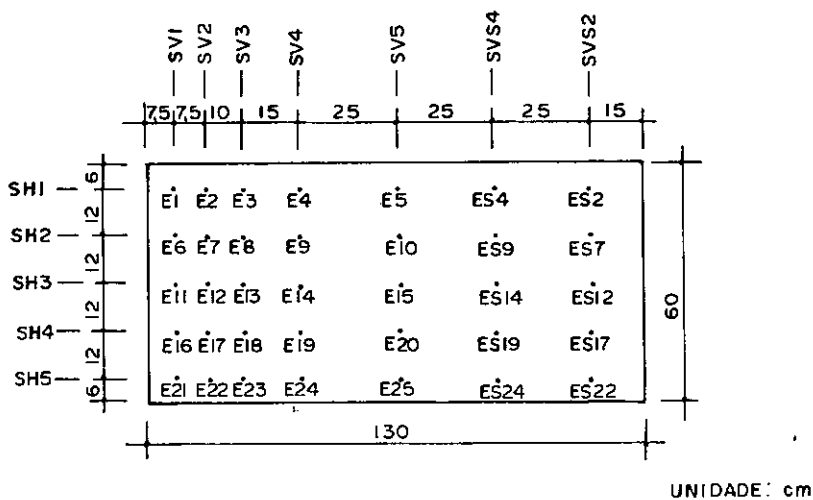 SV1 SV2 SV3 SV4 SV5 SVS4 SVS2
7,5 7,5 10 15 25 25 25 15
6 12 12 12 12 6
SH1 E1 E2 E3 E4 E5 ES4 ES2
SH2 E6 E7 E8 E9 E10 ES9 ES7
SH3 E11 E12 E13 E14 E15 ES14 ES12
SH4 E16 E17 E18 E19 E20 ES19 ES17
SH5 E21 E22 E23 E24 E25 ES24 ES22
60
130
UNIDADE: cm